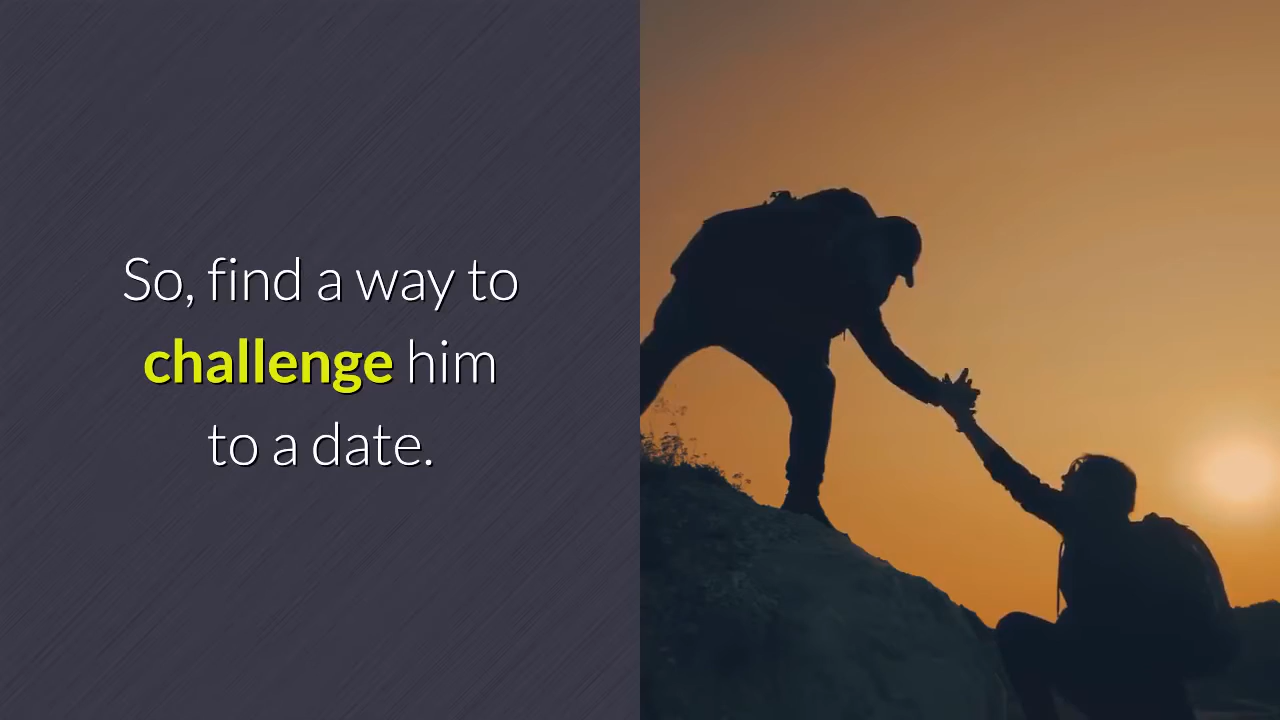 So, find a way to
challenge him
to a date.